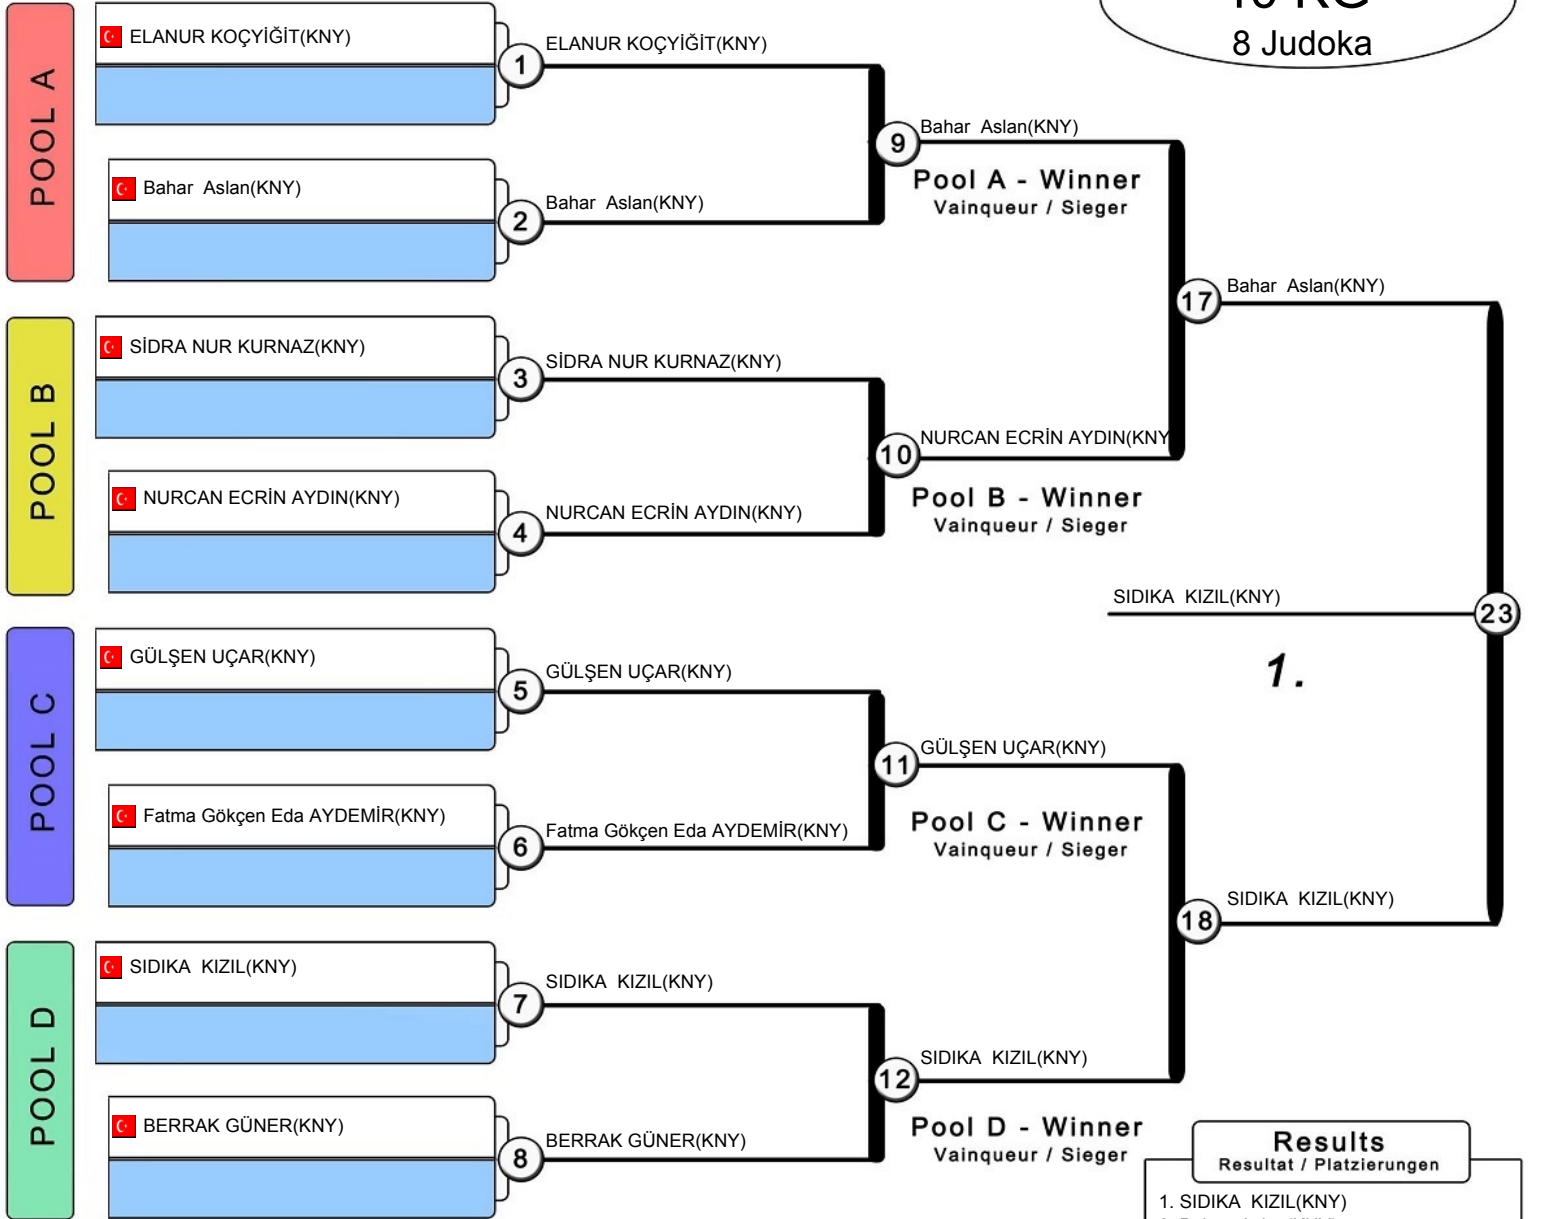 8 Judoka
POOL A
ELANUR KOÇYİĞİT(KNY)
1
ELANUR KOÇYİĞİT(KNY)
Bahar Aslan(KNY)
2
Bahar Aslan(KNY)
9
Bahar Aslan(KNY)
Pool A - Winner
Vainqueur / Sieger
17
Bahar Aslan(KNY)
POOL B
SİDRA NUR KURNAZ(KNY)
3
SİDRA NUR KURNAZ(KNY)
NURCAN ECRİN AYDIN(KNY)
4
NURCAN ECRİN AYDIN(KNY)
10
NURCAN ECRİN AYDIN(KNY
Pool B - Winner
Vainqueur / Sieger
SIDIKA KIZIL(KNY)
23
1.
POOL C
GÜLŞEN UÇAR(KNY)
5
GÜLŞEN UÇAR(KNY)
Fatma Gökçen Eda AYDEMİR(KNY)
6
Fatma Gökçen Eda AYDEMİR(KNY)
11
GÜLŞEN UÇAR(KNY)
Pool C - Winner
Vainqueur / Sieger
18
SIDIKA KIZIL(KNY)
POOL D
SIDIKA KIZIL(KNY)
7
SIDIKA KIZIL(KNY)
BERRAK GÜNER(KNY)
8
BERRAK GÜNER(KNY)
12
SIDIKA KIZIL(KNY)
Pool D - Winner
Vainqueur / Sieger
Results
Resultat / Platzierungen
1. SIDIKA KIZIL(KNY)